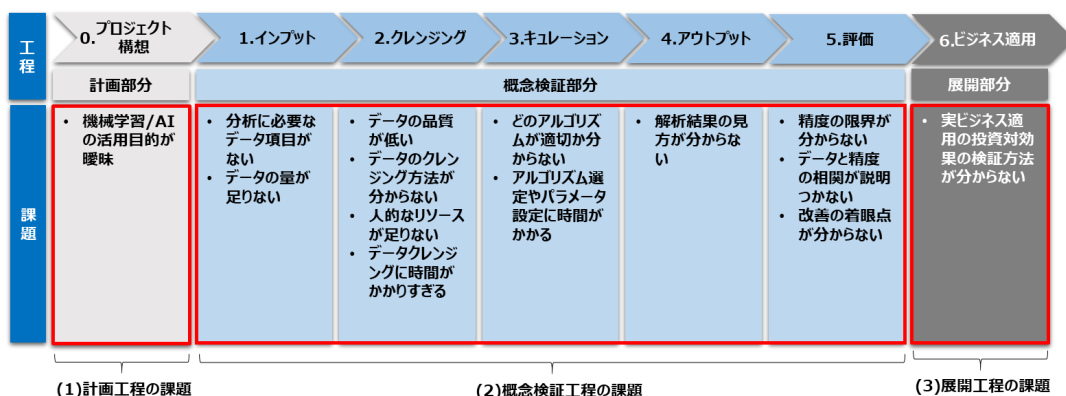 工程
0.プロジェクト
構想
1.インプット
2.クレンジング
3.キュレーション
4.アウトプット
5.評価
6.ビジネス適用
計画部分
概念検証部分
展開部分
課題
• 機械学習/AI
の活用目的が
曖昧
• 分析に必要な
データ項目が
ない
• データの量が
足りない
• データの品質
が低い
• データのクレン
ジング方法が
分からない
• 人的なリソース
が足りない
• データクレンジ
ングに時間が
かかりすぎる
• どのアルゴリズ
ムが適切か分
からない
• アルゴリズム選
定やパラメータ
設定に時間が
かかる
• 解析結果の見
方が分からな
い
• 精度の限界が
分からない
• データと精度
の相関が説明
つかない
• 改善の着眼点
が分からない
• 実ビジネス適
用の投資対効
果の検証方法
が分からない
(1)計画工程の課題
(2)概念検証工程の課題
(3)展開工程の課題